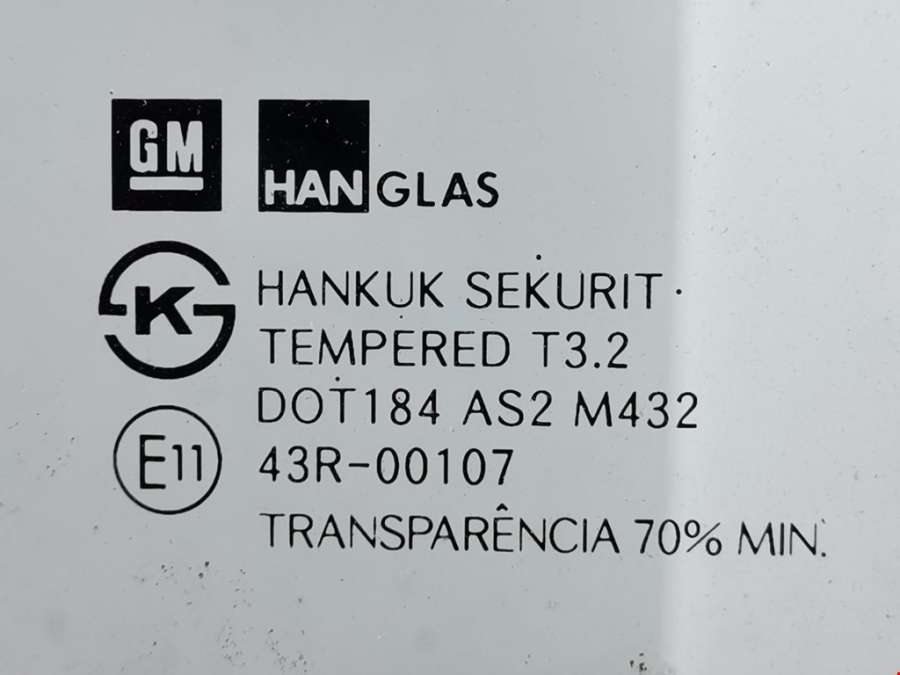 GM HANGLAS
K HANKUK SEKURIT
TEMPERED T3.2
DOT184 AS2 M432
E11 43R-00107
TRANSPARÊNCIA 70% MIN.